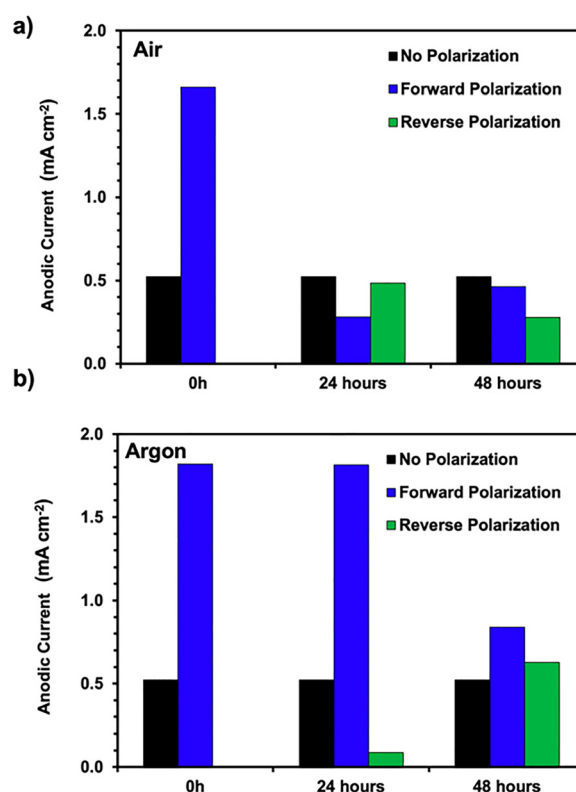 a)
Air
No Polarization
Forward Polarization
Reverse Polarization
Anodic Current (mA cm-2)
2.0
1.5
1.0
0.5
0.0
0h
24 hours
48 hours
b)
Argon
No Polarization
Forward Polarization
Reverse Polarization
Anodic Current (mA cm-2)
2.0
1.5
1.0
0.5
0.0
0h
24 hours
48 hours